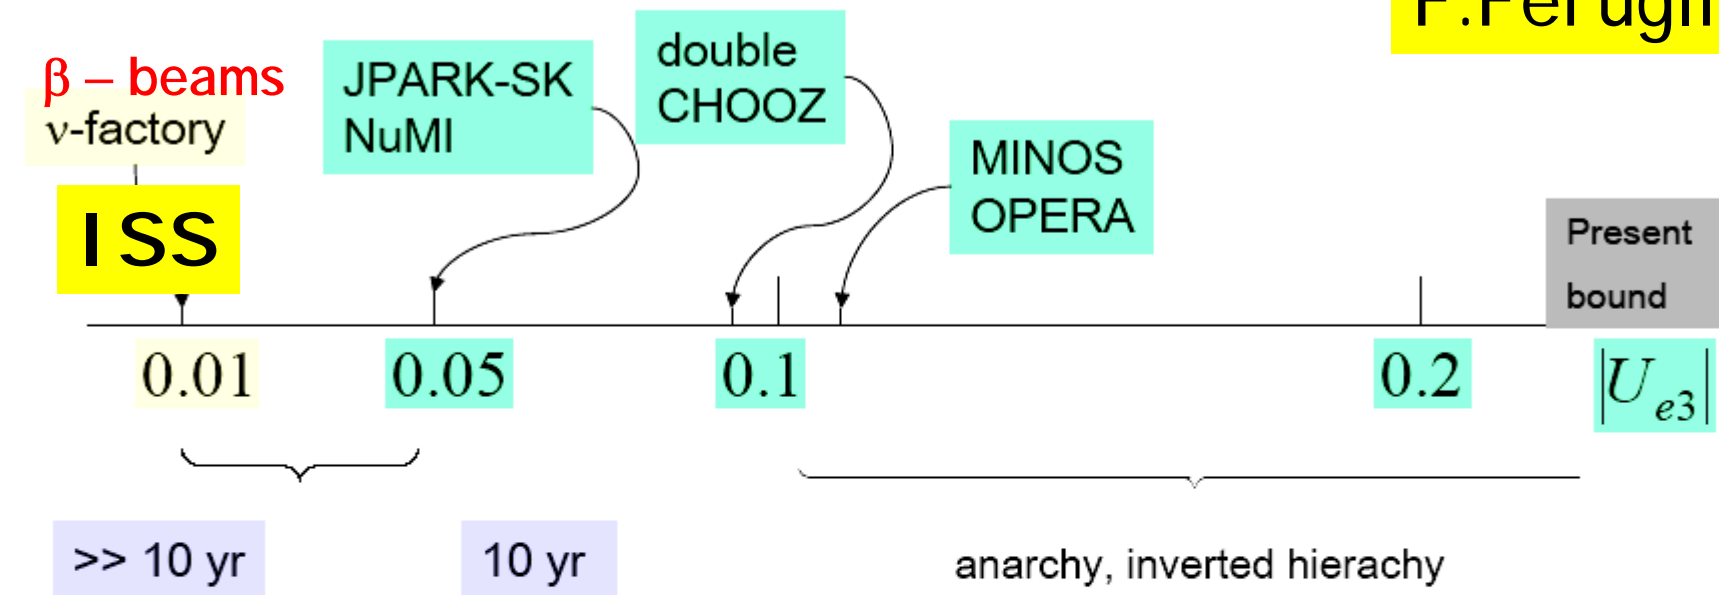 β – beams
ν-factory
ISS
JPARK-SK
NuMI
double
CHOOZ
MINOS
OPERA
Present
bound
0.01
0.05
0.1
0.2
|U e3|
>> 10 yr
10 yr
anarchy, inverted hierachy